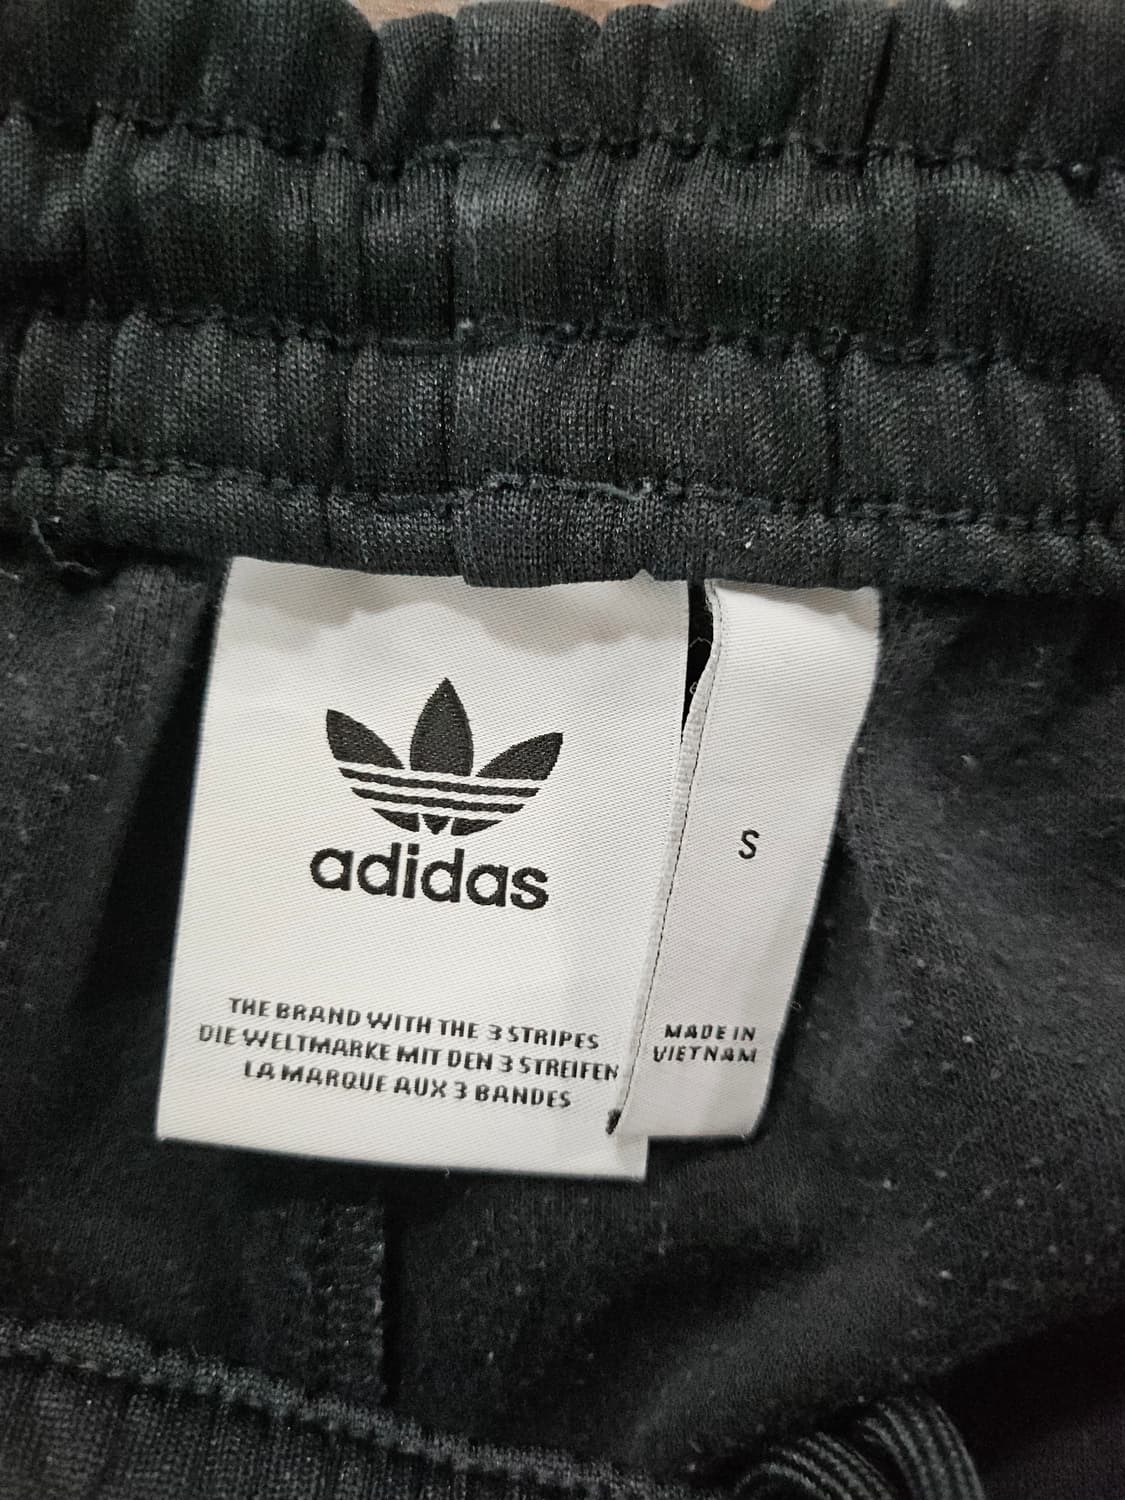 adidas
THE BRAND WITH THE 3 STRIPES
DIE WELTMARKE MIT DEN 3 STREIFEN
LA MARQUE AUX 3 BANDES
S
MADE IN
VIETNAM